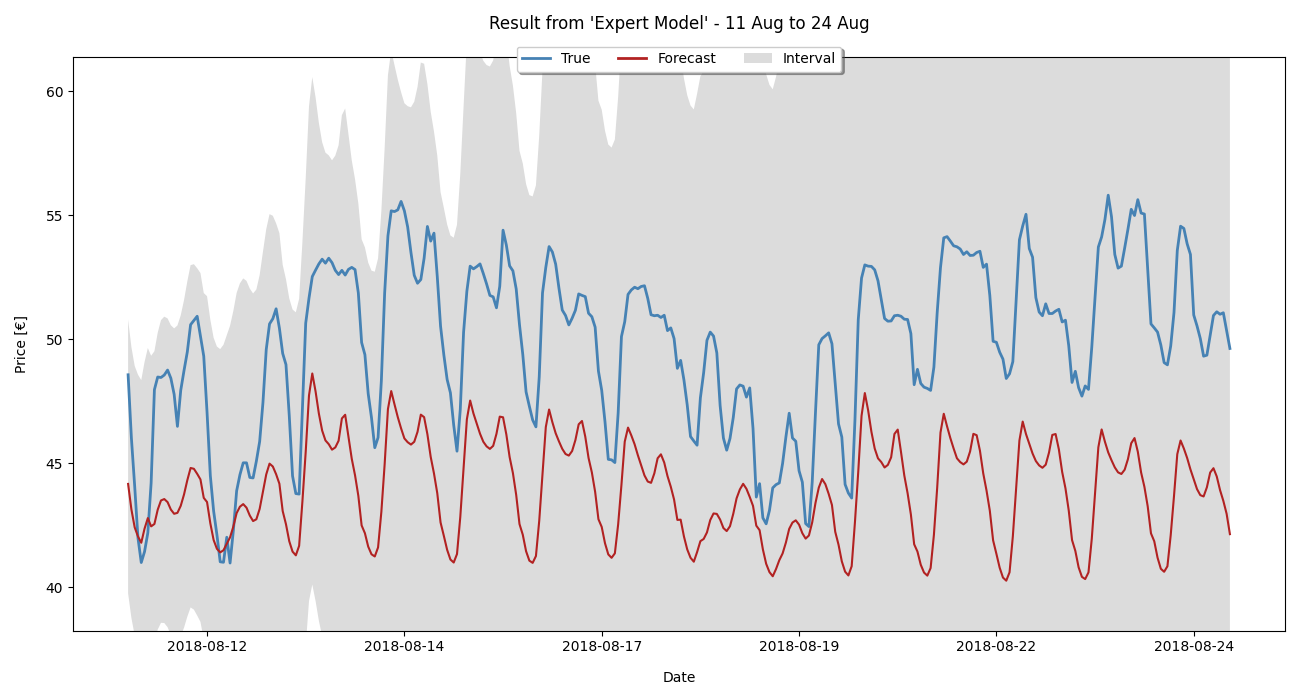 Result from 'Expert Model' - 11 Aug to 24 Aug
True Forecast Interval
60
55
50
45
40
Price [€]
2018-08-12 2018-08-14 2018-08-17 2018-08-19 2018-08-22 2018-08-24
Date